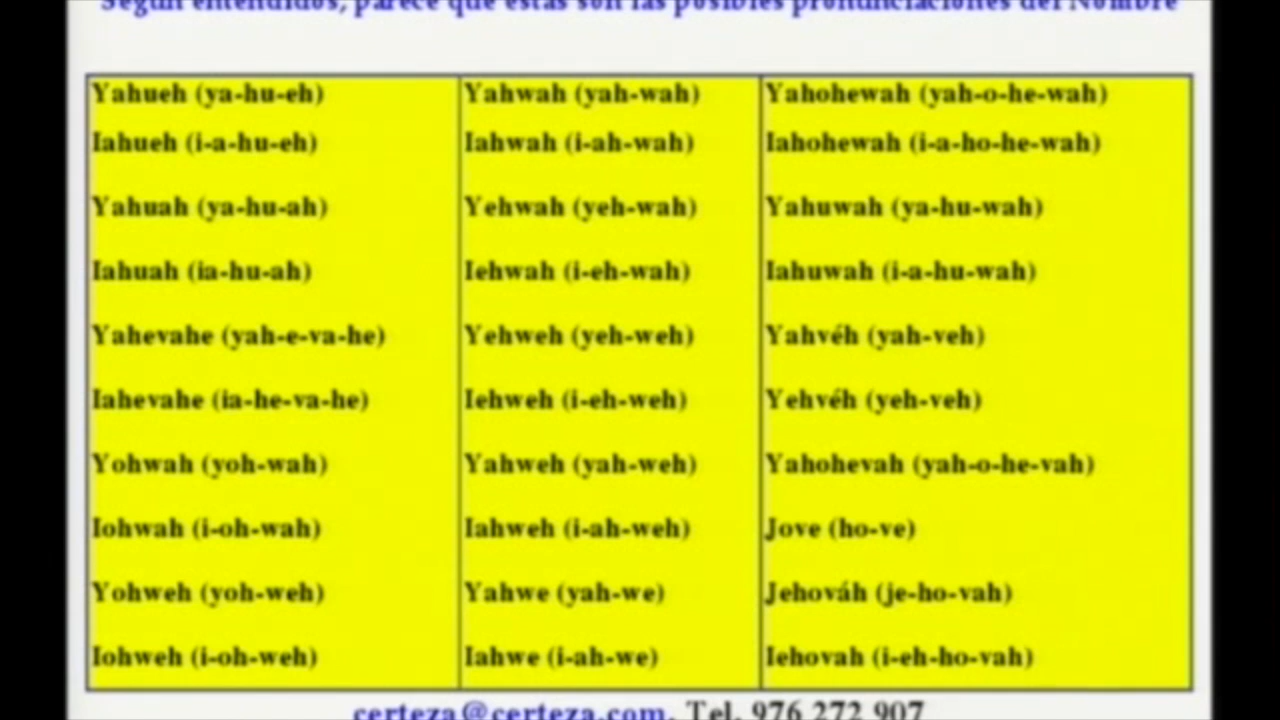 Según entendidos, parece que estas son las posibles pronunciaciones del Nombre
Yahueh (ya-hu-eh) Yahwah (yah-wah) Yahohewah (yah-o-he-wah)
Iahueh (i-a-hu-eh) Iahwah (i-ah-wah) Iahohewah (i-a-ho-he-wah)
Yahuah (ya-hu-ah) Yehwah (yeh-wah) Yahuwah (ya-hu-wah)
Iahuah (ia-hu-ah) Iehwah (i-eh-wah) Iahuwah (i-a-hu-wah)
Yahevahe (yah-e-va-he) Yehweh (yeh-weh) Yahvéh (yah-veh)
Iahevahe (ia-he-va-he) Iehweh (i-eh-weh) Yehvéh (yeh-veh)
Yohwah (yoh-wah) Yahweh (yah-weh) Yahohevah (yah-o-he-vah)
Iohwah (i-oh-wah) Iahweh (i-ah-weh) Jove (ho-ve)
Yohweh (yoh-weh) Yahwe (yah-we) Jehováh (je-ho-vah)
Iohweh (i-oh-weh) Iahwe (i-ah-we) Iehovah (i-eh-ho-vah)
certeza@certeza.com. Tel. 976 272 907